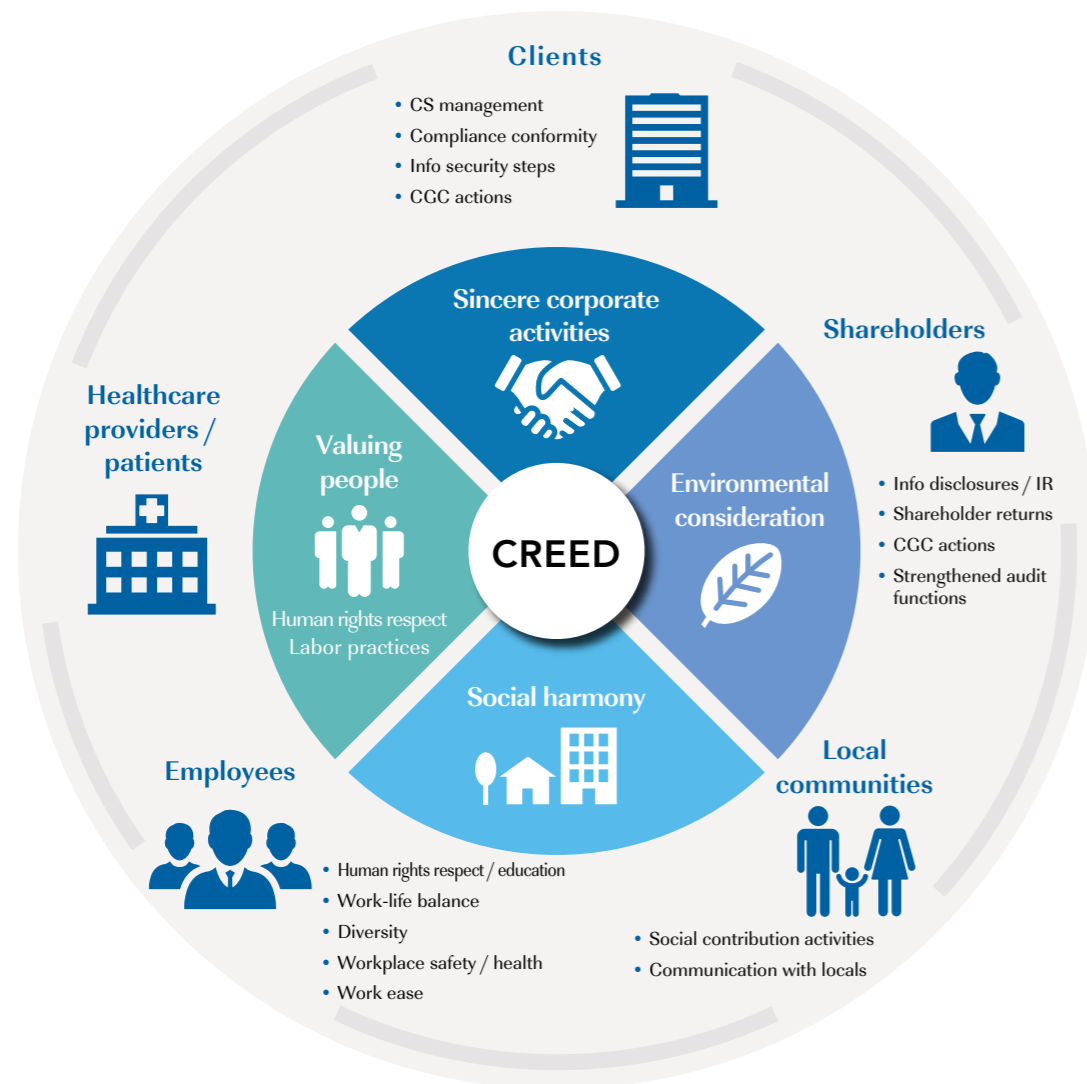 Clients
• CS management
• Compliance conformity
• Info security steps
• CGC actions
Sincere corporate
activities
Shareholders
• Info disclosures / IR
• Shareholder returns
• CGC actions
• Strengthened audit
functions
Healthcare
providers /
patients
Valuing
people
Human rights respect
Labor practices
Environmental
consideration
CREED
Social harmony
Employees
• Human rights respect / education
• Work-life balance
• Diversity
• Workplace safety / health
• Work ease
Local
communities
• Social contribution activities
• Communication with locals